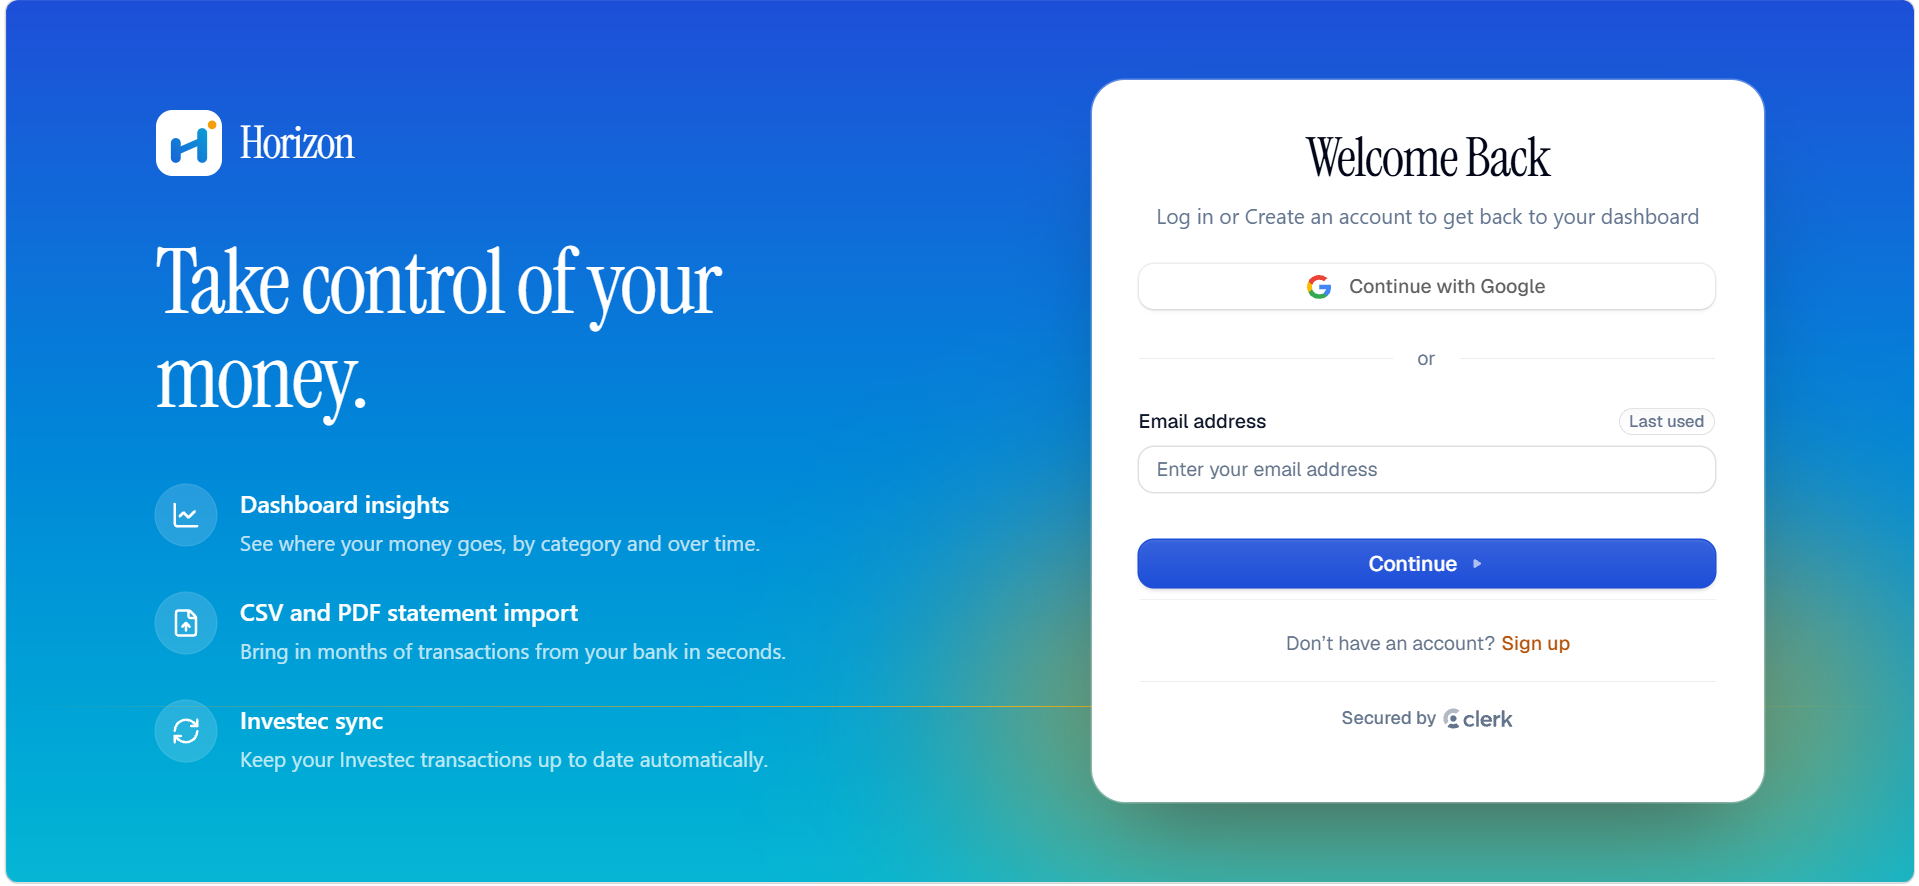 Horizon
Take control of your
money.
Dashboard insights
See where your money goes, by category and over time.
CSV and PDF statement import
Bring in months of transactions from your bank in seconds.
Investec sync
Keep your Investec transactions up to date automatically.
Welcome Back
Log in or Create an account to get back to your dashboard
Continue with Google
or
Email address
Last used
Enter your email address
Continue
Don’t have an account? Sign up
Secured by clerk